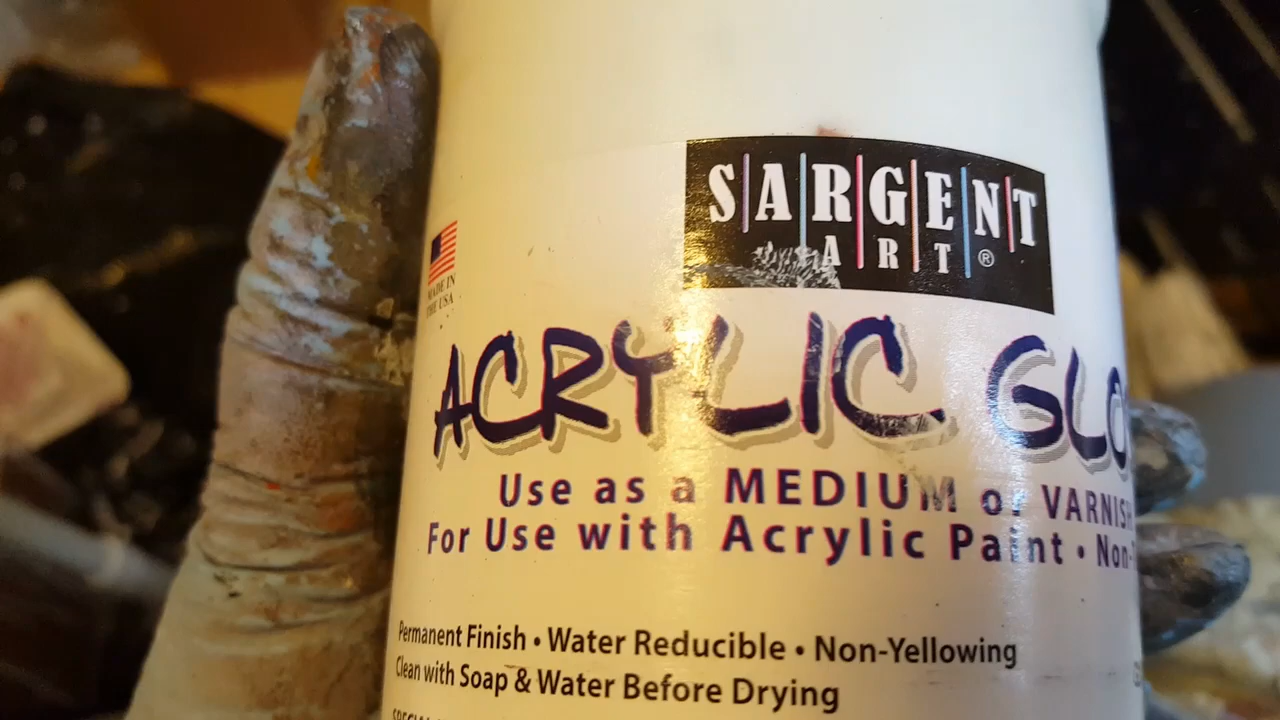 SARGENT
ART®
MADE IN
THE USA
ACRYLIC GLO
Use as a MEDIUM or VARNISH
For Use with Acrylic Paint • Non-
Permanent Finish • Water Reducible • Non-Yellowing
Clean with Soap & Water Before Drying